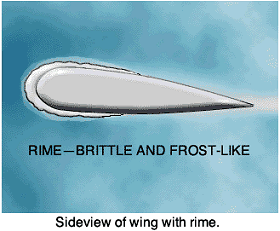 RIME—BRITTLE AND FROST-LIKE
Sideview of wing with rime.